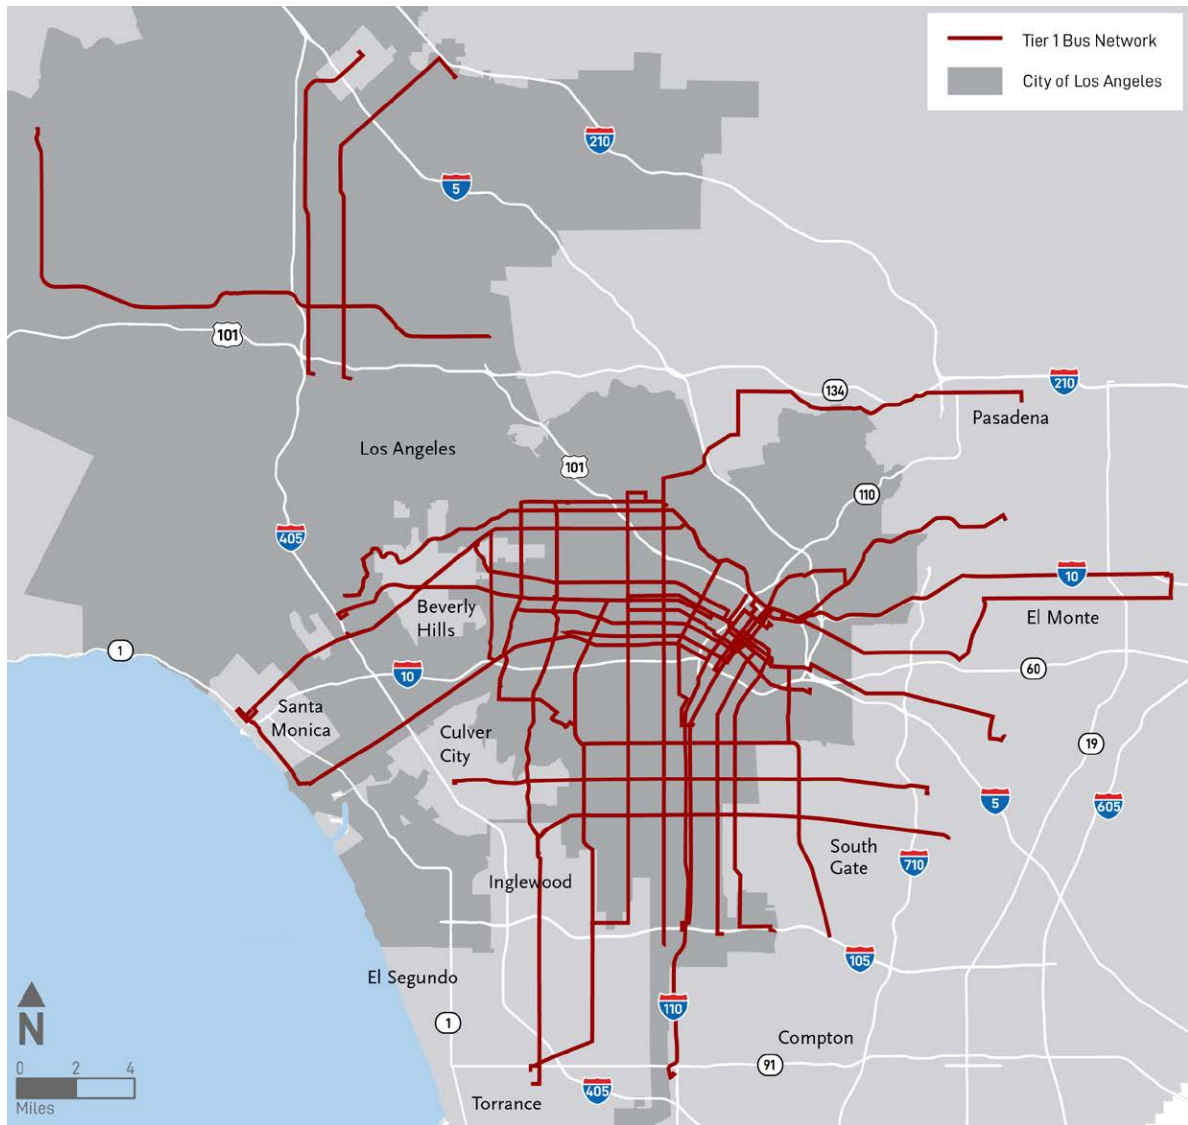 Tier 1 Bus Network
City of Los Angeles
210
5
101
134
210
Pasadena
Los Angeles
101
110
405
10
Beverly
Hills
El Monte
1
60
10
Santa
Monica
Culver
City
19
5
605
South
Gate
710
Inglewood
105
El Segundo
110
N
1
Compton
91
0 2 4
Miles
405
Torrance